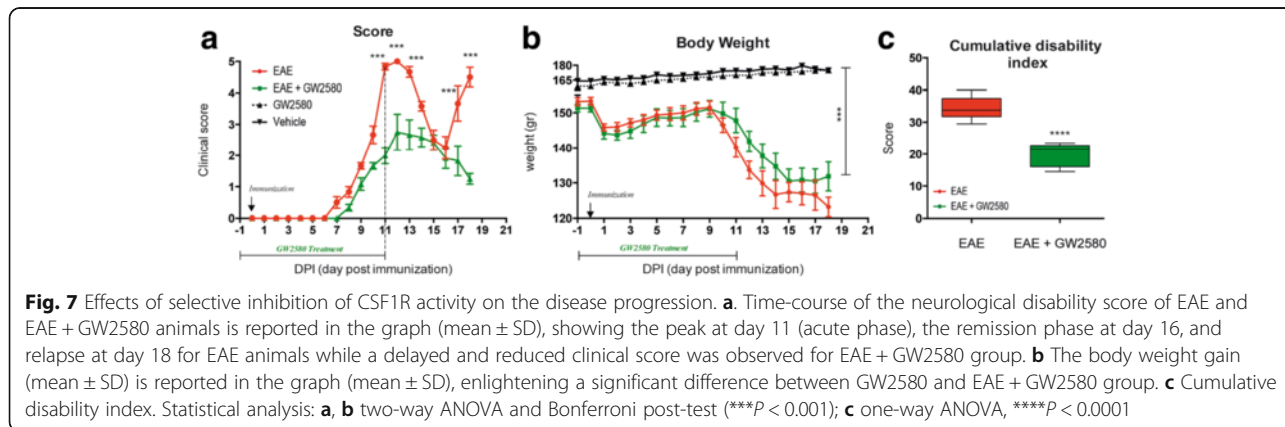 a
Score
EAE
EAE + GW2580
GW2580
Vehicle
Clinical score
5
4
3
2
1
0
***
***
***
***
***
Immunization
-1 1 3 5 7 9 11 13 15 17 19 21
GW2580 Treatment
DPI (day post immunization)
b
Body Weight
weight (gr)
180
165
150
140
130
120
***
Immunization
-1 1 3 5 7 9 11 13 15 17 19 21
GW2580 Treatment
DPI (day post immunization)
c
Cumulative disability
index
Score
50
40
30
20
10
0
****
EAE
EAE + GW2580
EAE EAE + GW2580
Fig. 7 Effects of selective inhibition of CSF1R activity on the disease progression. a. Time-course of the neurological disability score of EAE and
EAE + GW2580 animals is reported in the graph (mean ± SD), showing the peak at day 11 (acute phase), the remission phase at day 16, and
relapse at day 18 for EAE animals while a delayed and reduced clinical score was observed for EAE + GW2580 group. b The body weight gain
(mean ± SD) is reported in the graph (mean ± SD), enlightening a significant difference between GW2580 and EAE + GW2580 group. c Cumulative
disability index. Statistical analysis: a, b two-way ANOVA and Bonferroni post-test (***P < 0.001); c one-way ANOVA, ****P < 0.0001